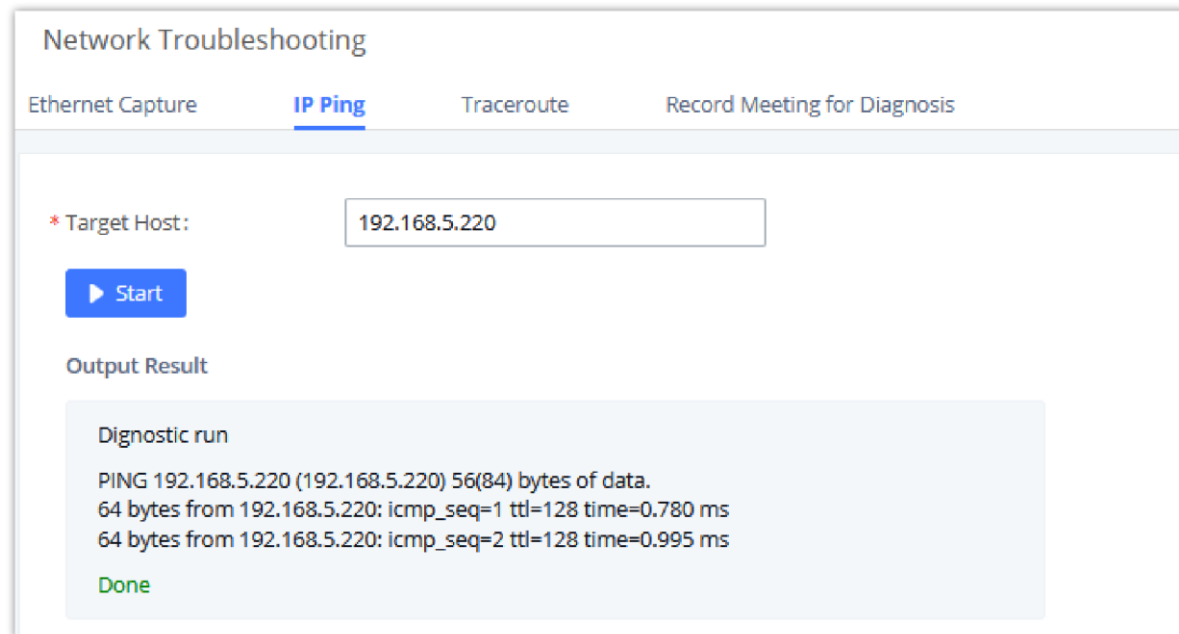 Network Troubleshooting
Ethernet Capture IP Ping Traceroute Record Meeting for Diagnosis
* Target Host: 192.168.5.220
Start
Output Result
Dignostic run
PING 192.168.5.220 (192.168.5.220) 56(84) bytes of data.
64 bytes from 192.168.5.220: icmp_seq=1 ttl=128 time=0.780 ms
64 bytes from 192.168.5.220: icmp_seq=2 ttl=128 time=0.995 ms
Done